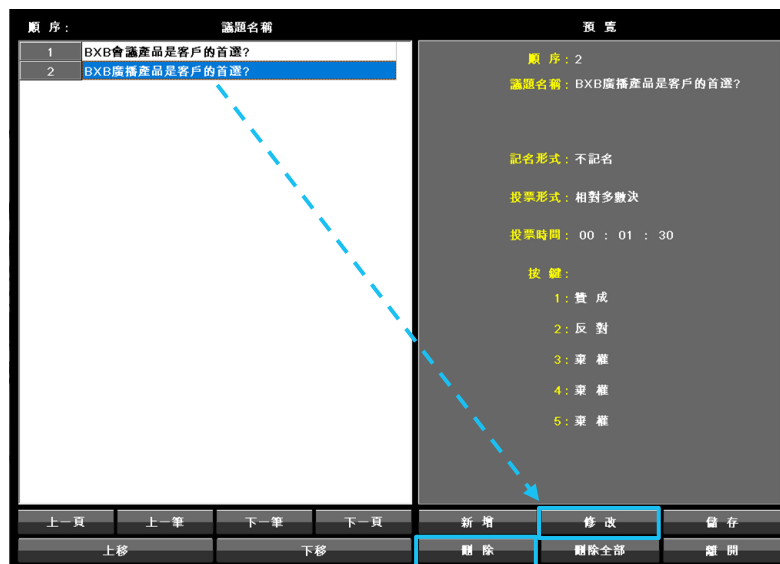 順 序 : 議題名稱 預 覽
1 BXB會議產品是客戶的首選?
2 BXB廣播產品是客戶的首選?
順 序 : 2
議題名稱 : BXB廣播產品是客戶的首選?
記名形式 : 不記名
投票形式 : 相對多數決
投票時間 : 00 : 01 : 30
按 鍵 :
1 : 贊 成
2 : 反 對
3 : 棄 權
4 : 棄 權
5 : 棄 權
上一頁 上一筆 下一筆 下一頁 新 增 修 改 儲 存
上移 下移 刪 除 刪除全部 離 開